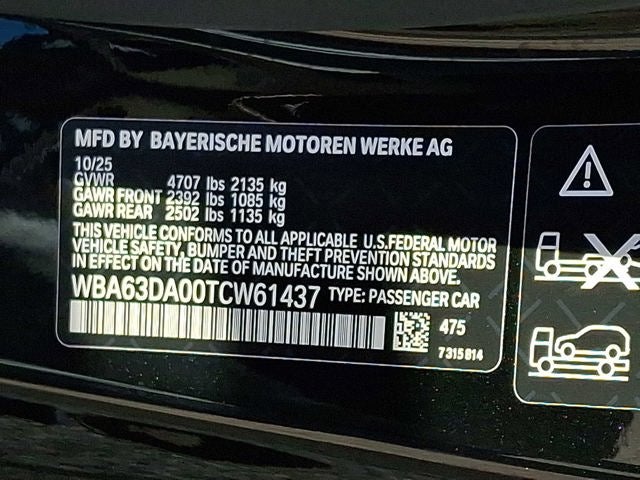 MFD BY BAYERISCHE MOTOREN WERKE AG
10/25
GVWR 4707 lbs 2135 kg
GAWR FRONT 2392 lbs 1085 kg
GAWR REAR 2502 lbs 1135 kg
THIS VEHICLE CONFORMS TO ALL APPLICABLE U.S.FEDERAL MOTOR
VEHICLE SAFETY, BUMPER AND THEFT PREVENTION STANDARDS
IN EFFECT ON THE DATE OF MANUFACTURE SHOWN ABOVE.
WBA63DA00TCW61437 TYPE: PASSENGER CAR
475
7315814